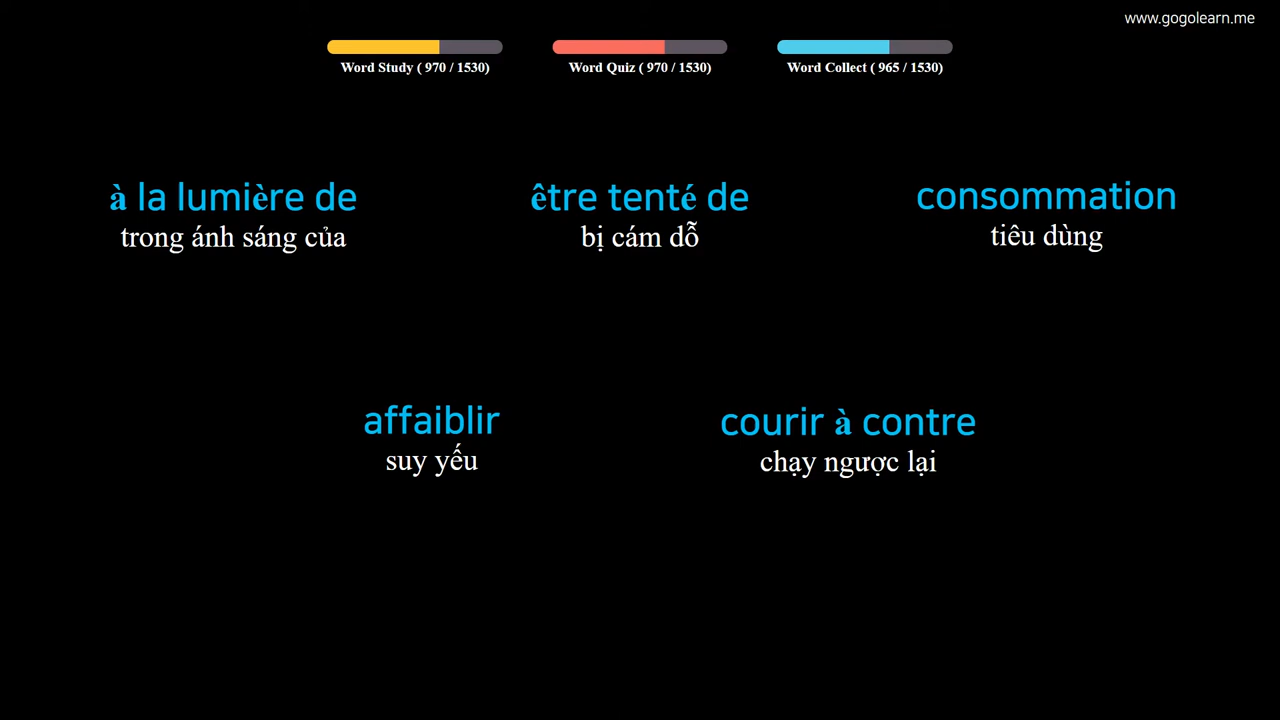 www.gogolearn.me
Word Study ( 970 / 1530)
Word Quiz ( 970 / 1530)
Word Collect ( 965 / 1530)
à la lumière de
trong ánh sáng của
être tenté de
bị cám dỗ
consommation
tiêu dùng
affaiblir
suy yếu
courir à contre
chạy ngược lại